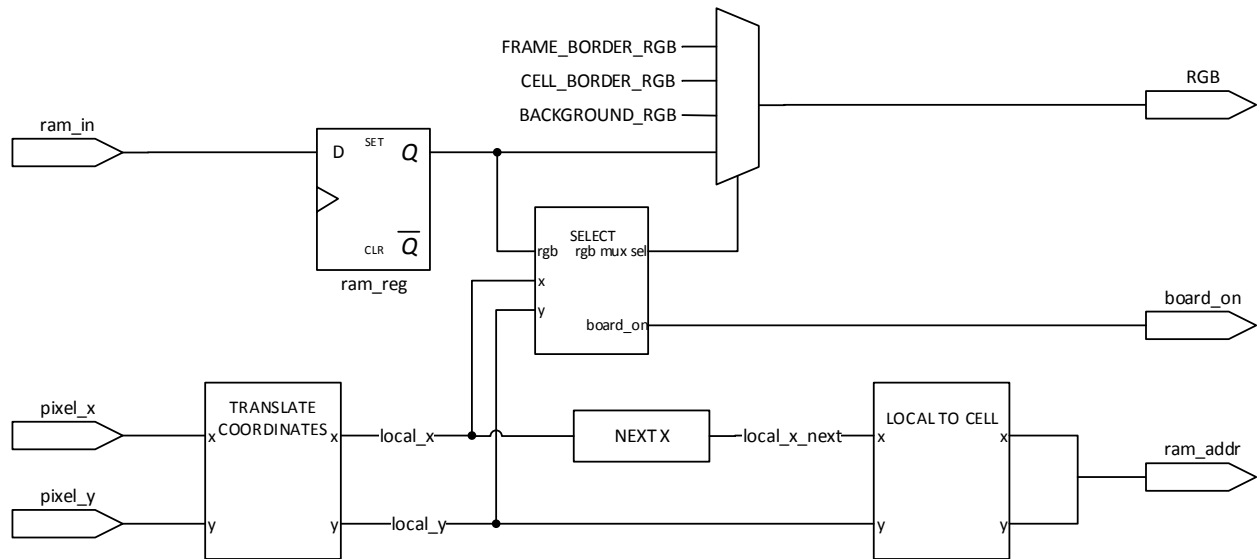 FRAME_BORDER_RGB
CELL_BORDER_RGB
BACKGROUND_RGB
RGB
ram_in
D SET Q
CLR Q
ram_reg
SELECT
rgb rgb mux sel
x
y
board_on
board_on
pixel_x
pixel_y
TRANSLATE
COORDINATES
x x
y y
local_x
local_y
NEXT X
local_x_next
LOCAL TO CELL
x x
y y
ram_addr